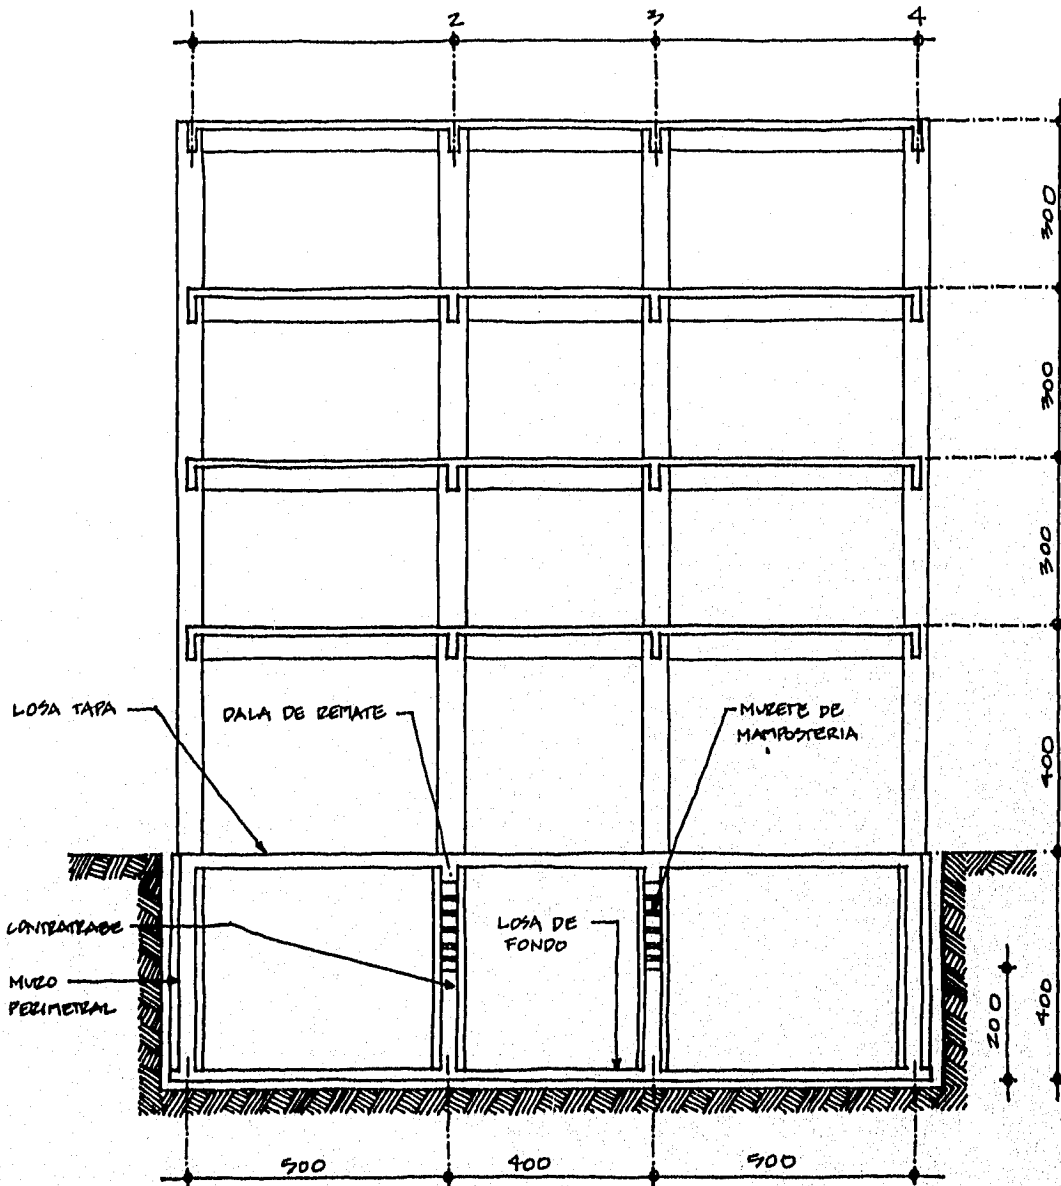 1
2
3
4
300
300
300
LOSA TAPA
DALA DE REMATE
MURETE DE
MAMPOSTERIA
400
CONTRATRABE
LOSA DE
FONDO
MURO
PERIMETRAL
200
400
500
400
500